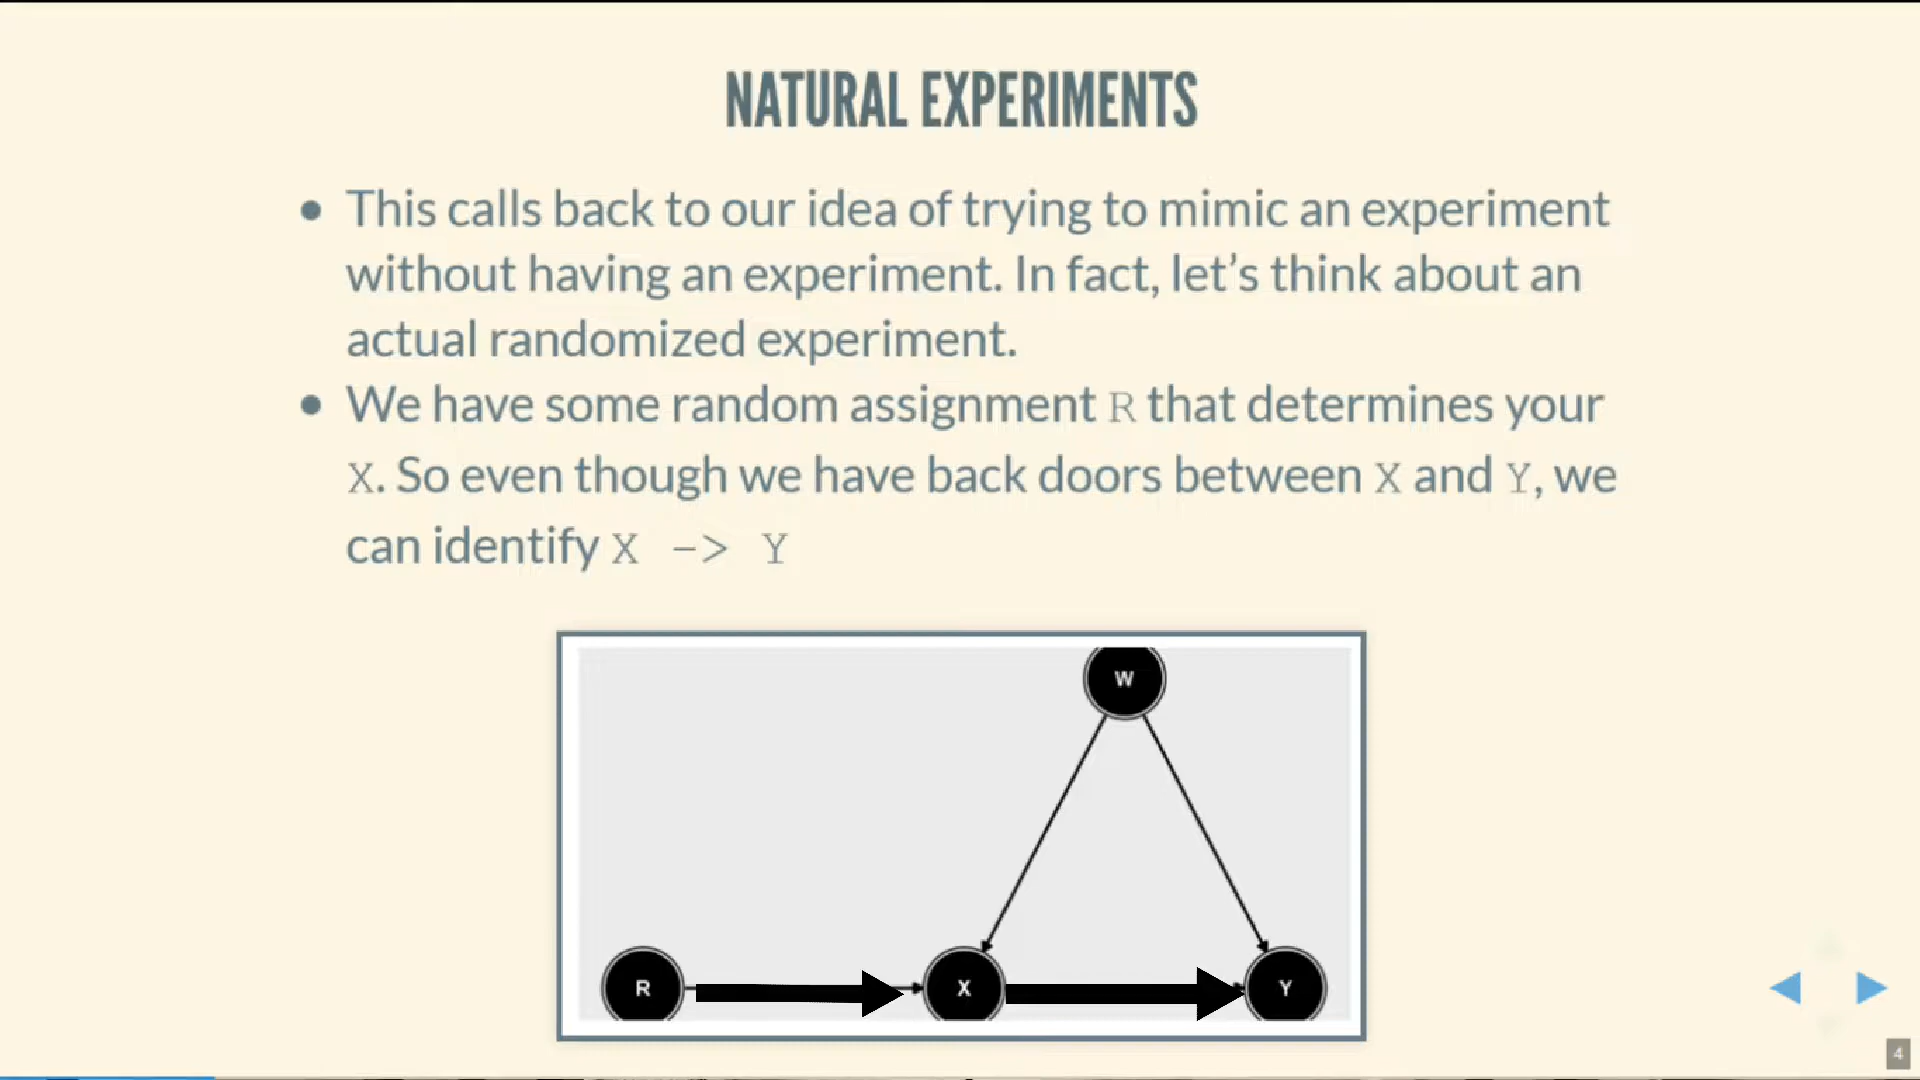 NATURAL EXPERIMENTS
• This calls back to our idea of trying to mimic an experiment
without having an experiment. In fact, let’s think about an
actual randomized experiment.
• We have some random assignment R that determines your
X. So even though we have back doors between X and Y, we
can identify X -> Y
W
R X Y
4